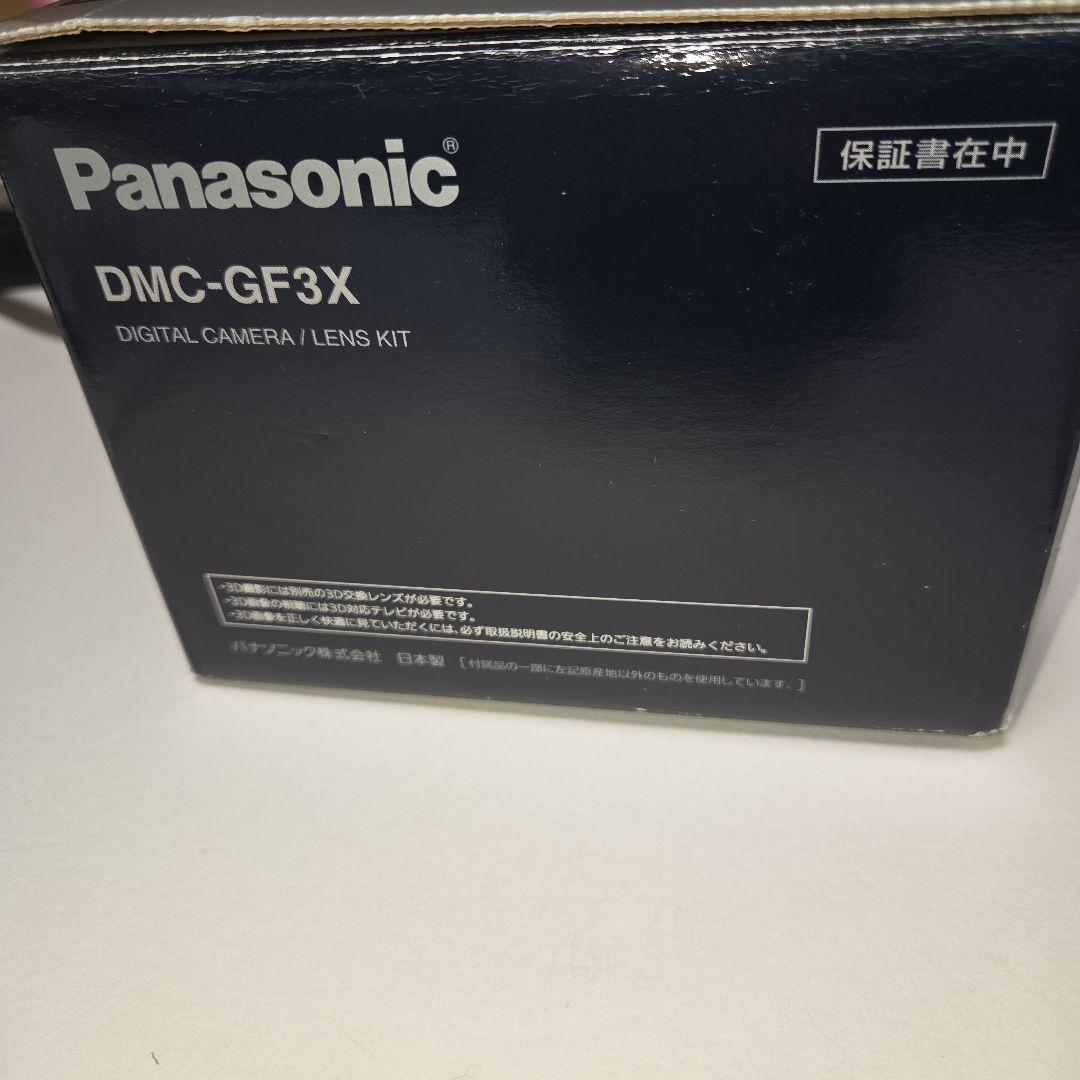 Panasonic®
保証書在中
DMC-GF3X
DIGITAL CAMERA / LENS KIT
•3D撮影には別売の3D交換レンズが必要です。
•3D画像の視聴には3D対応テレビが必要です。
•3D画像を正しく快適に見ていただくには、必ず取扱説明書の安全上のご注意をお読みください。
パナソニック株式会社 日本製 [付属品の一部に左記原産地以外のものを使用しています。]